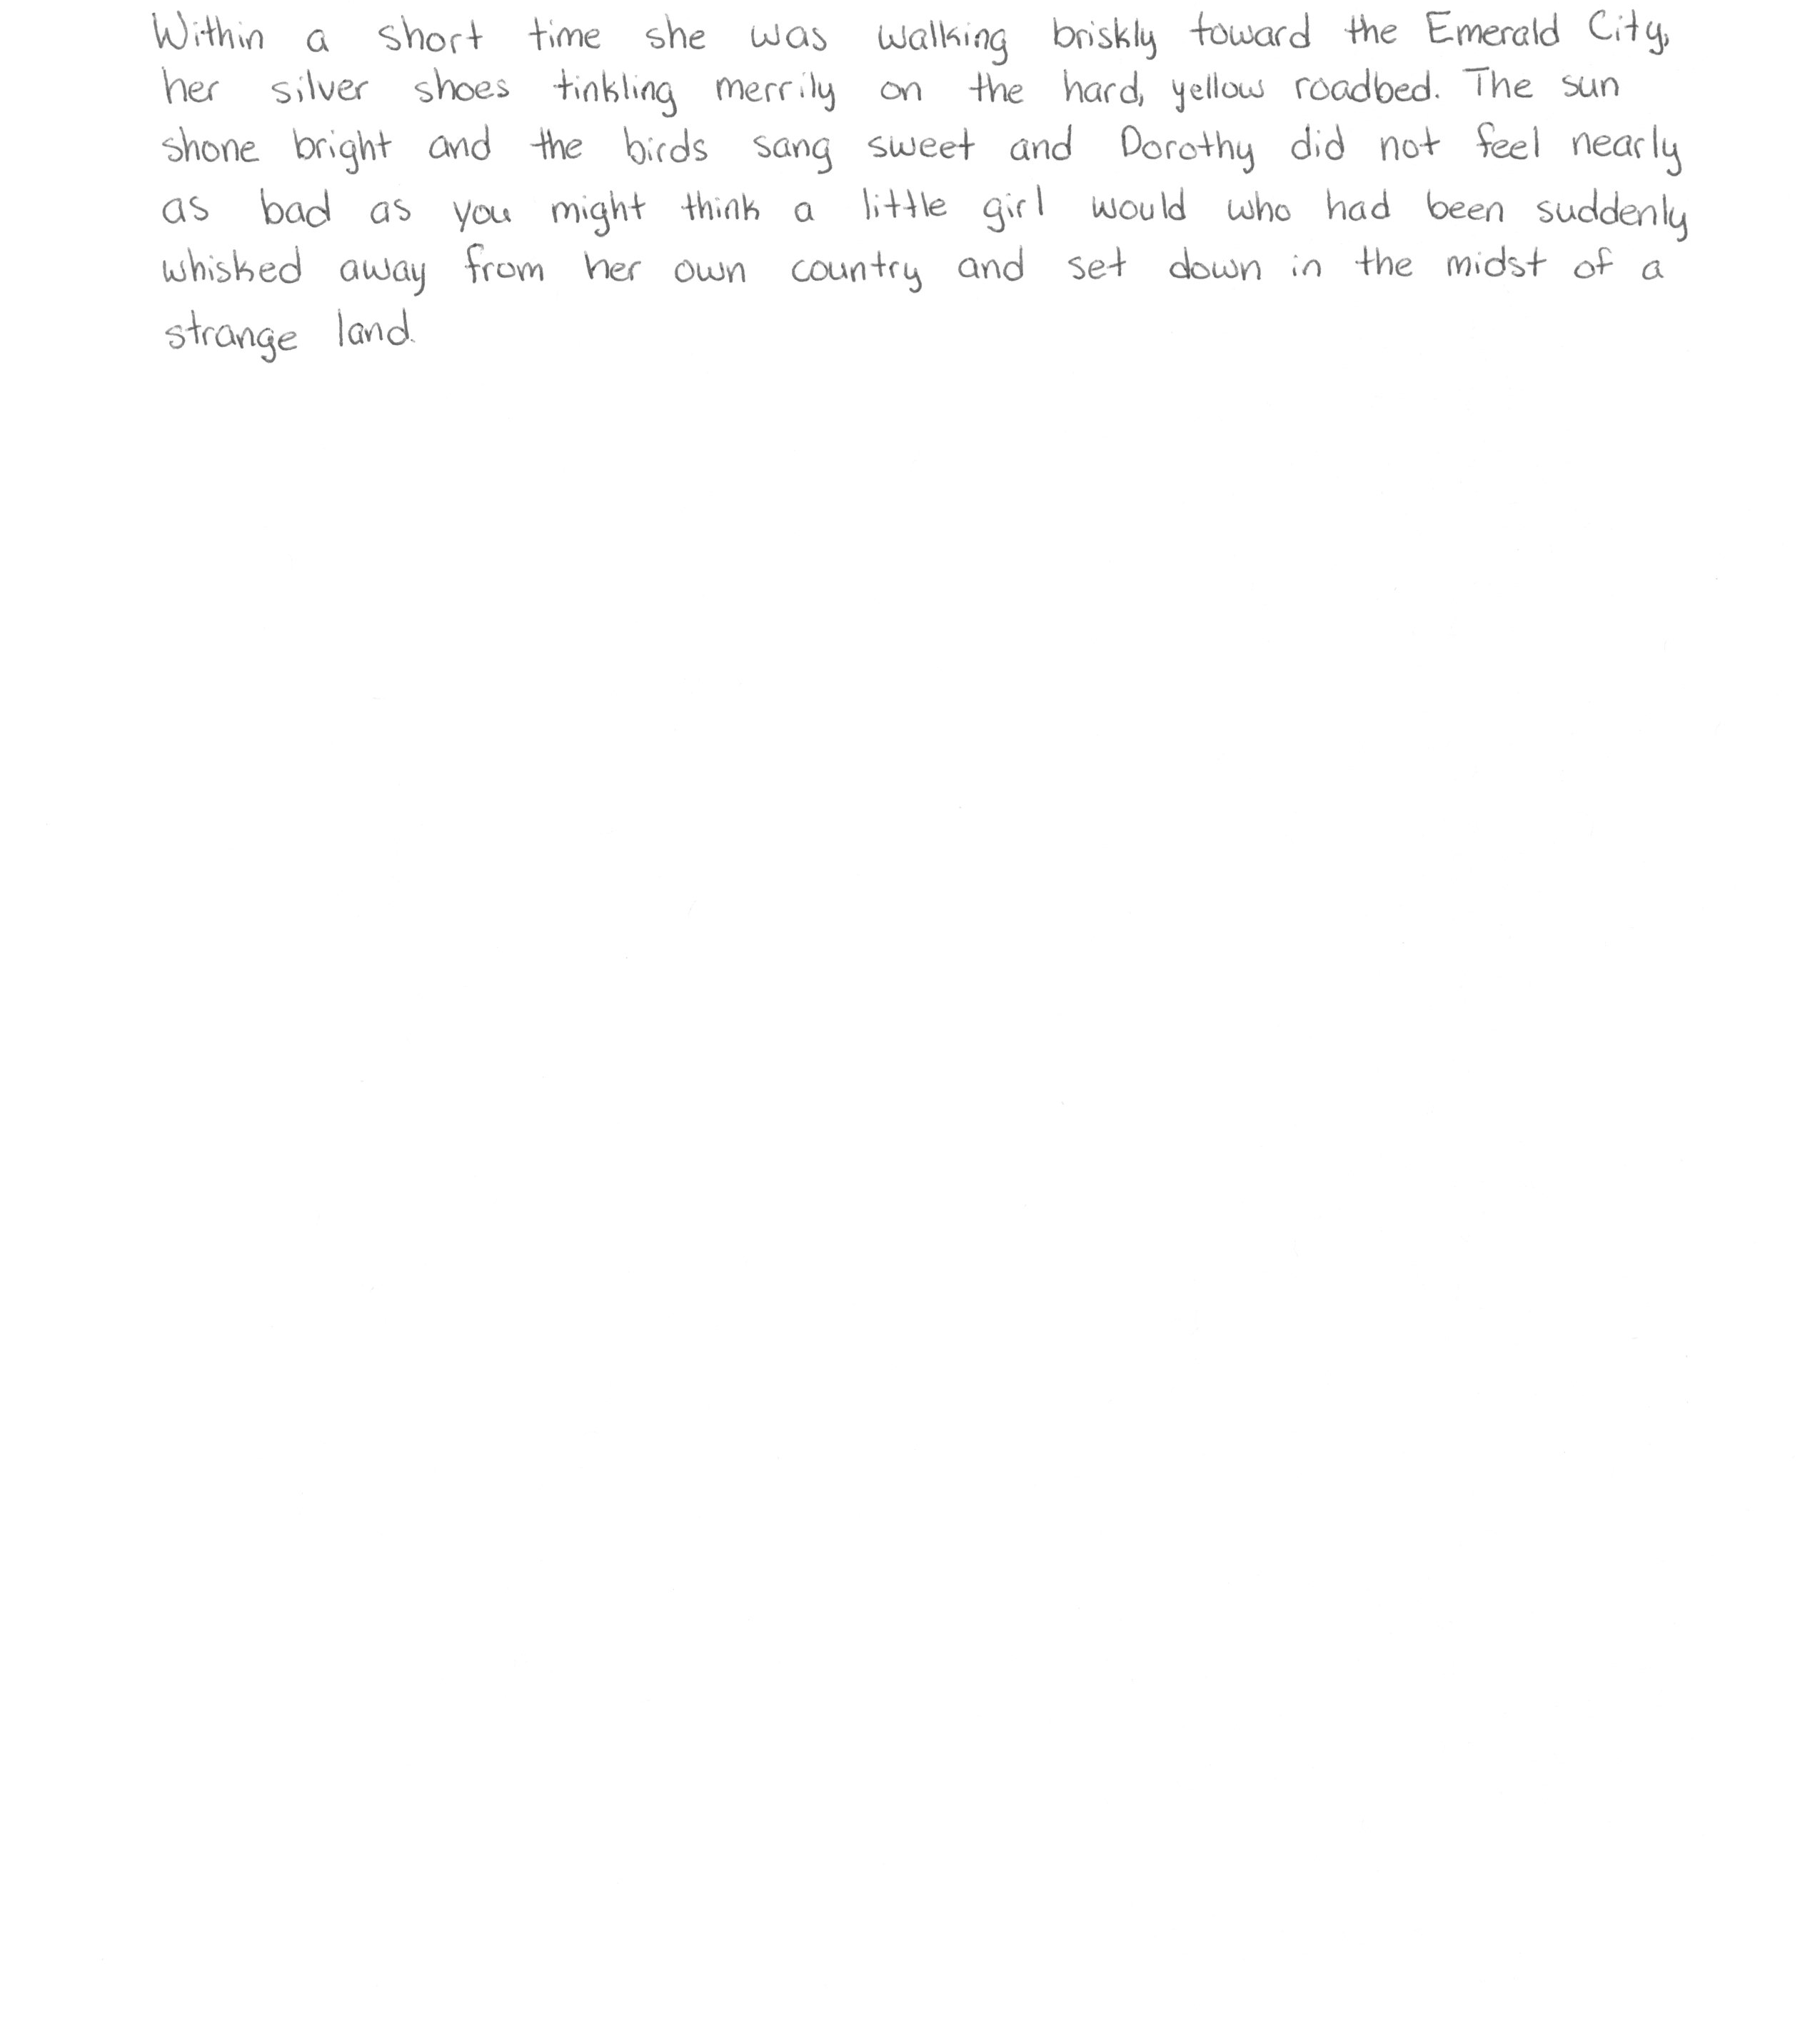 Within a short time she was walking briskly toward the Emerald City,
her silver shoes tinkling merrily on the hard, yellow roadbed. The sun
shone bright and the birds sang sweet and Dorothy did not feel nearly
as bad as you might think a little girl would who had been suddenly
whisked away from her own country and set down in the midst of a
strange land.